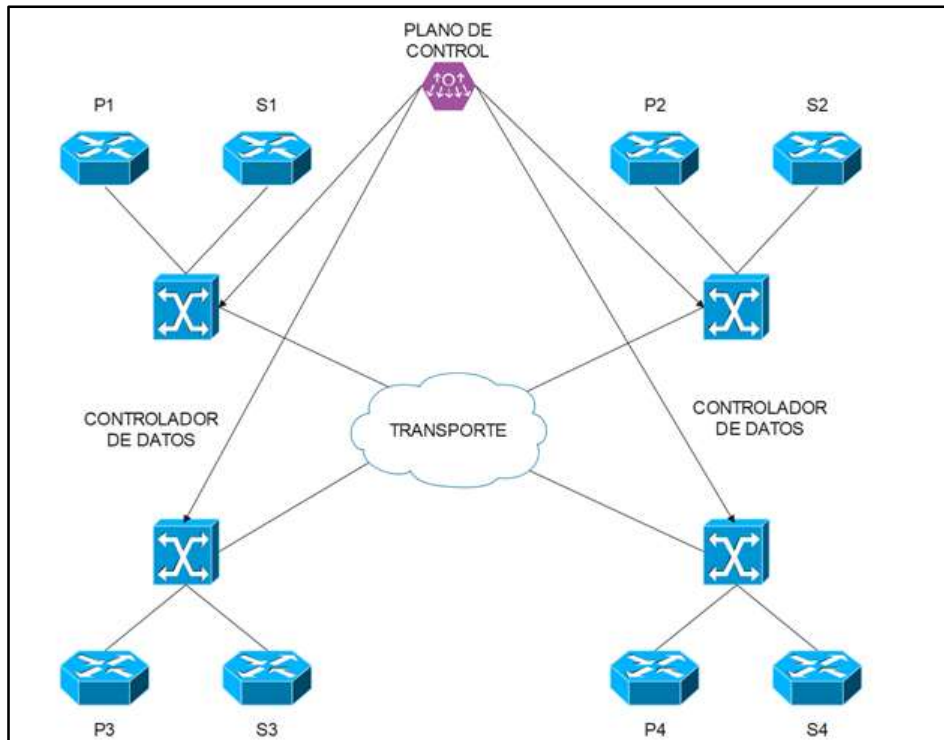 PLANO DE
CONTROL
P1
S1
P2
S2
CONTROLADOR
DE DATOS
TRANSPORTE
CONTROLADOR
DE DATOS
P3
S3
P4
S4